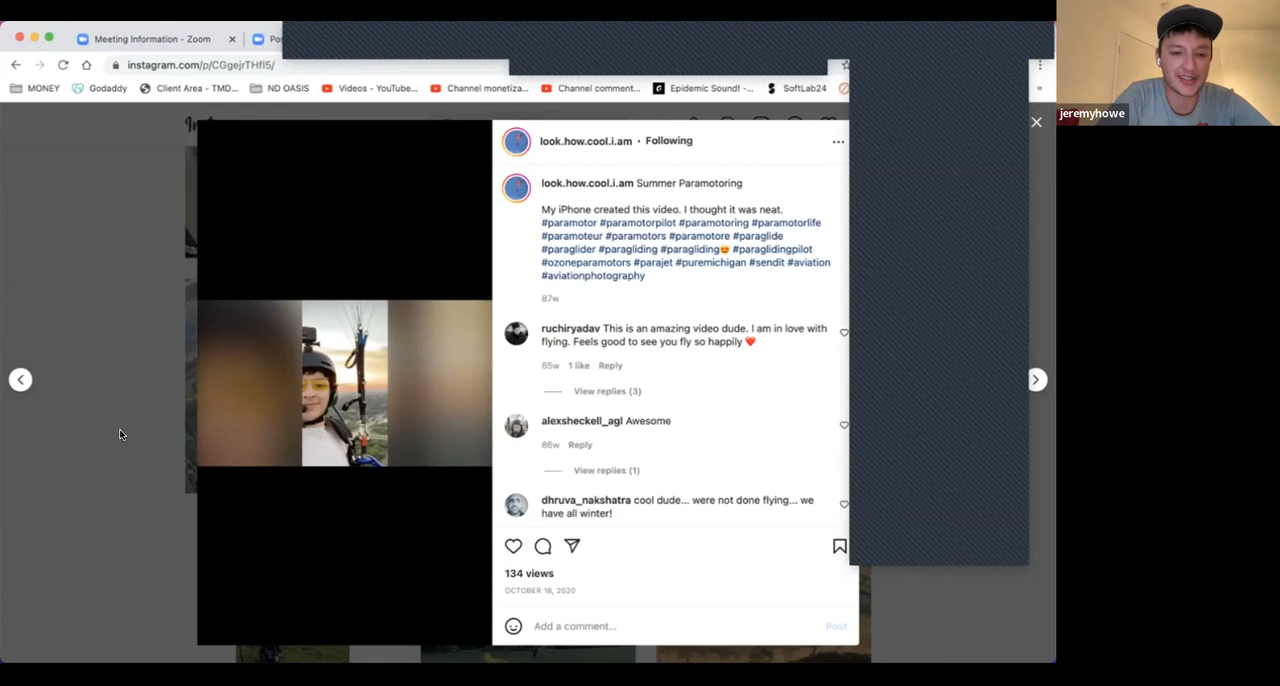 Meeting Information - Zoom
instagram.com/p/CGgejrTHfI5/
MONEY Godaddy Client Area - TMD... ND OASIS Videos - YouTube... Channel monetiza... Channel comment... Epidemic Sound! -... SoftLab24
jeremyhowe
look.how.cool.i.am • Following
look.how.cool.i.am Summer Paramotoring
My iPhone created this video. I thought it was neat.
#paramotor #paramotorpilot #paramotoring #paramotorlife
#paramoteur #paramotors #paramotore #paraglide
#paraglider #paragliding #paragliding😍 #paraglidingpilot
#ozoneparamotors #parajet #puremichigan #sendit #aviation
#aviationphotography
87w
ruchiryadav This is an amazing video dude. I am in love with
flying. Feels good to see you fly so happily ❤️
85w 1 like Reply
View replies (3)
alexsheckell_agl Awesome
86w Reply
View replies (1)
dhruva_nakshatra cool dude... were not done flying... we
have all winter!
134 views
OCTOBER 18, 2020
Add a comment... Post